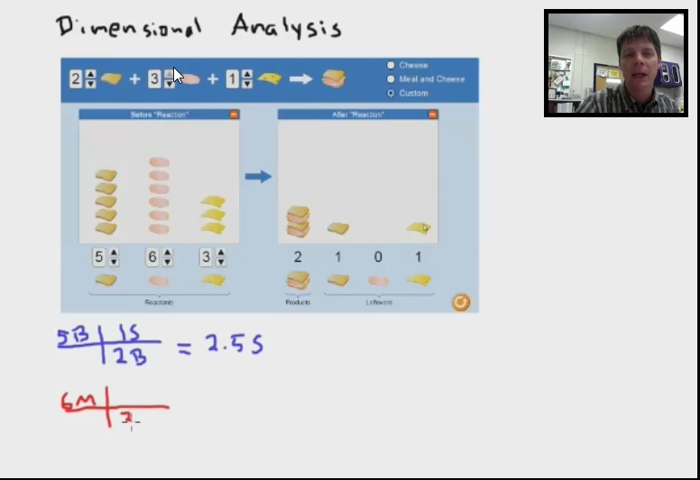 Dimensional Analysis
2 + 3 + 1
Cheese
Meat and Cheese
Custom
Before "Reaction"
After "Reaction"
5 6 3
2 1 0 1
Reactants
Products
Leftovers
5B 1S
2B
= 2.5 S
6M